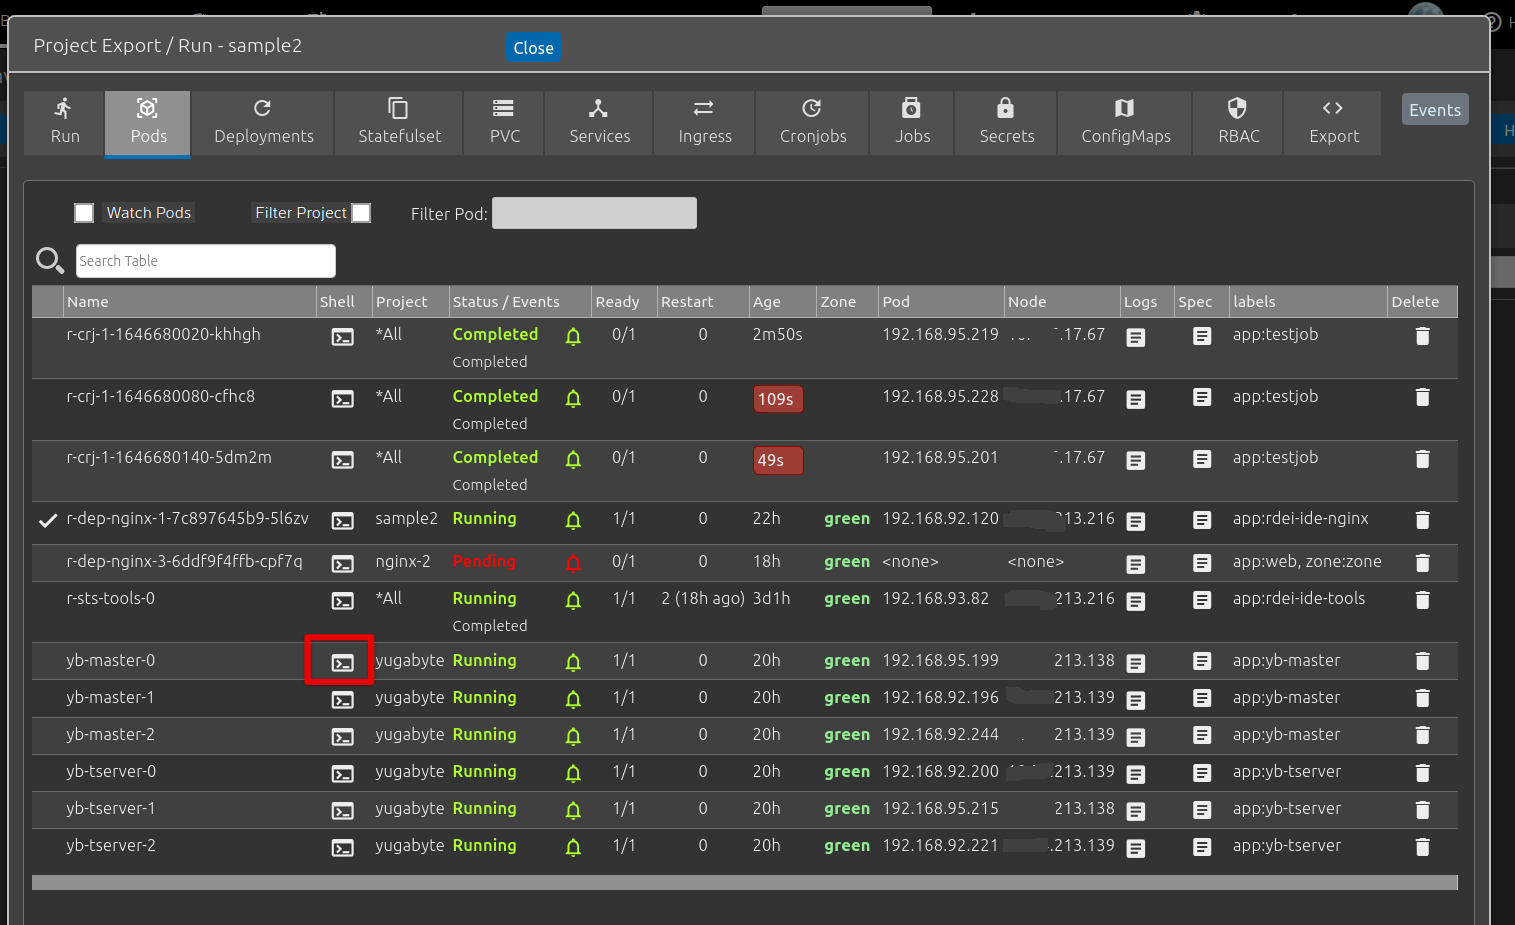 Project Export / Run - sample2
Close
Run
Pods
Deployments
Statefulset
PVC
Services
Ingress
Cronjobs
Jobs
Secrets
ConfigMaps
RBAC
Export
Events
Watch Pods
Filter Project
Filter Pod:
Search Table
Name Shell Project Status / Events Ready Restart Age Zone Pod Node Logs Spec labels Delete
r-crj-1-1646680020-khhgh *All Completed 0/1 0 2m50s 192.168.95.219 .17.67 app:testjob
Completed
r-crj-1-1646680080-cfhc8 *All Completed 0/1 0 109s 192.168.95.228 .17.67 app:testjob
Completed
r-crj-1-1646680140-5dm2m *All Completed 0/1 0 49s 192.168.95.201 .17.67 app:testjob
Completed
r-dep-nginx-1-7c897645b9-5l6zv sample2 Running 1/1 0 22h green 192.168.92.120 213.216 app:rdei-ide-nginx
r-dep-nginx-3-6ddf9f4ffb-cpf7q nginx-2 Pending 0/1 0 18h green <none> <none> app:web, zone:zone
r-sts-tools-0 *All Running 1/1 2 (18h ago) 3d1h green 192.168.93.82 213.216 app:rdei-ide-tools
Completed
yb-master-0 yugabyte Running 1/1 0 20h green 192.168.95.199 213.138 app:yb-master
yb-master-1 yugabyte Running 1/1 0 20h green 192.168.92.196 213.139 app:yb-master
yb-master-2 yugabyte Running 1/1 0 20h green 192.168.92.244 213.139 app:yb-master
yb-tserver-0 yugabyte Running 1/1 0 20h green 192.168.92.200 .213.139 app:yb-tserver
yb-tserver-1 yugabyte Running 1/1 0 20h green 192.168.95.215 213.138 app:yb-tserver
yb-tserver-2 yugabyte Running 1/1 0 20h green 192.168.92.221 .213.139 app:yb-tserver